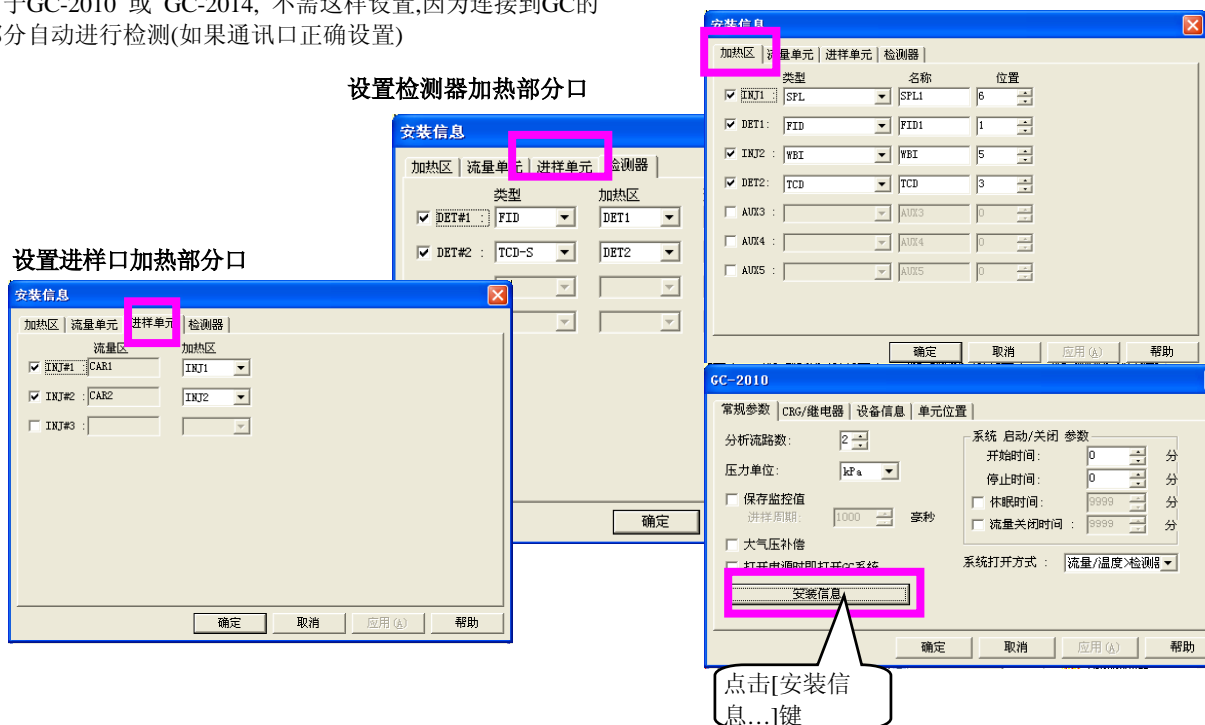 于GC-2010 或 GC-2014, 不需这样设置,因为连接到GC的
部分自动进行检测(如果通讯口正确设置)
设置检测器加热部分口
安装信息
加热区 流量单元 进样单元 检测器
类型 加热区
DET#1 : FID DET1
DET#2 : TCD-S DET2
确定
设置进样口加热部分口
安装信息
加热区 流量单元 进样单元 检测器
流量区 加热区
INJ#1 : CAR1 INJ1
INJ#2 : CAR2 INJ2
INJ#3 :
确定 取消 应用(A) 帮助
安装信息
加热区 流量单元 进样单元 检测器
类型 名称 位置
INJ1 : SPL SPL1 6
DET1: FID FID1 1
INJ2 : WBI WBI 5
DET2: TCD TCD 3
AUX3 : AUX3 0
AUX4 : AUX4 0
AUX5 : AUX5 0
确定 取消 应用(A) 帮助
GC-2010
常规参数 CRG/继电器 设备信息 单元位置
分析流路数: 2
压力单位: kPa
保存监控值
进样周期: 1000 毫秒
大气压补偿
打开电源时即打开GC系统
安装信息
系统 启动/关闭 参数
开始时间: 0 分
停止时间: 0 分
休眠时间: 9999 分
流量关闭时间 : 9999 分
系统打开方式 : 流量/温度>检测器
确定 取消 应用(A) 帮助
点击[安装信
息…]键